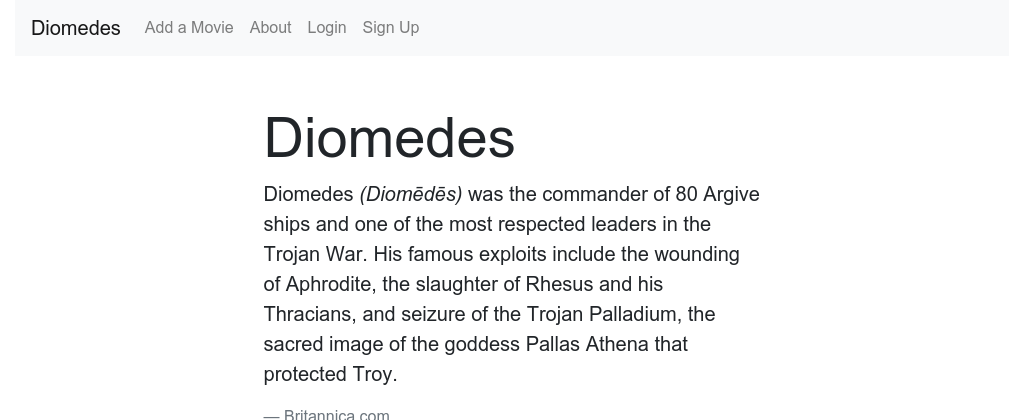 Diomedes Add a Movie About Login Sign Up
Diomedes
Diomedes (Diomēdēs) was the commander of 80 Argive
ships and one of the most respected leaders in the
Trojan War. His famous exploits include the wounding
of Aphrodite, the slaughter of Rhesus and his
Thracians, and seizure of the Trojan Palladium, the
sacred image of the goddess Pallas Athena that
protected Troy.
— Britannica.com